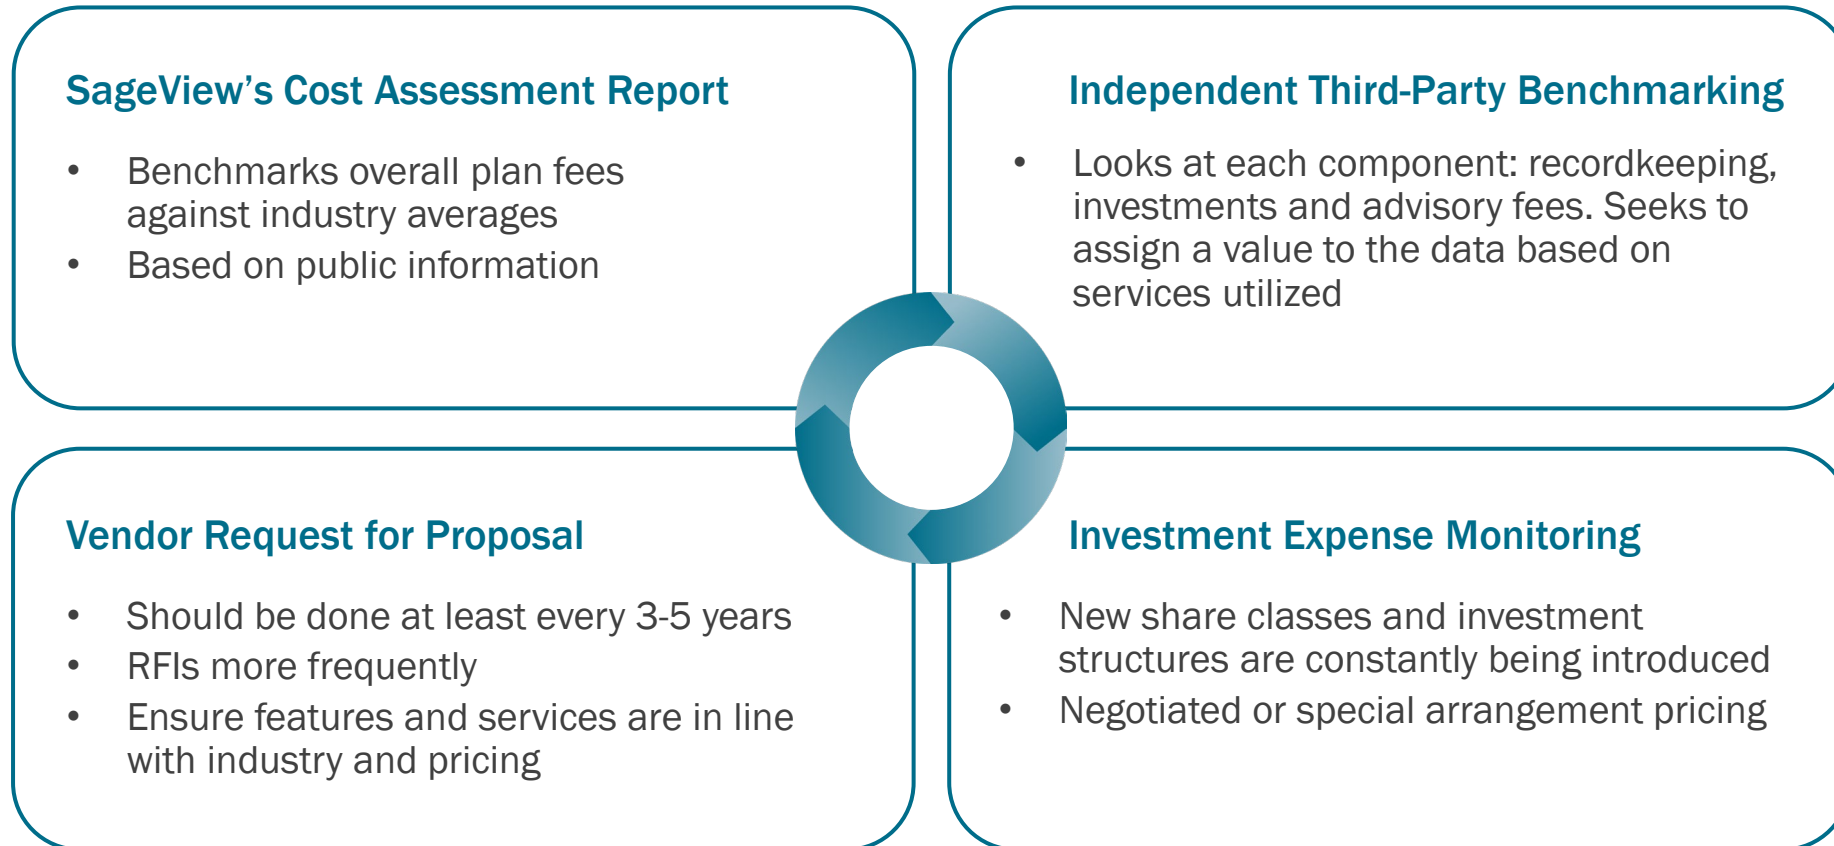 SageView’s Cost Assessment Report
• Benchmarks overall plan fees
against industry averages
• Based on public information
Independent Third-Party Benchmarking
• Looks at each component: recordkeeping,
investments and advisory fees. Seeks to
assign a value to the data based on
services utilized
Vendor Request for Proposal
• Should be done at least every 3-5 years
• RFIs more frequently
• Ensure features and services are in line
with industry and pricing
Investment Expense Monitoring
• New share classes and investment
structures are constantly being introduced
• Negotiated or special arrangement pricing